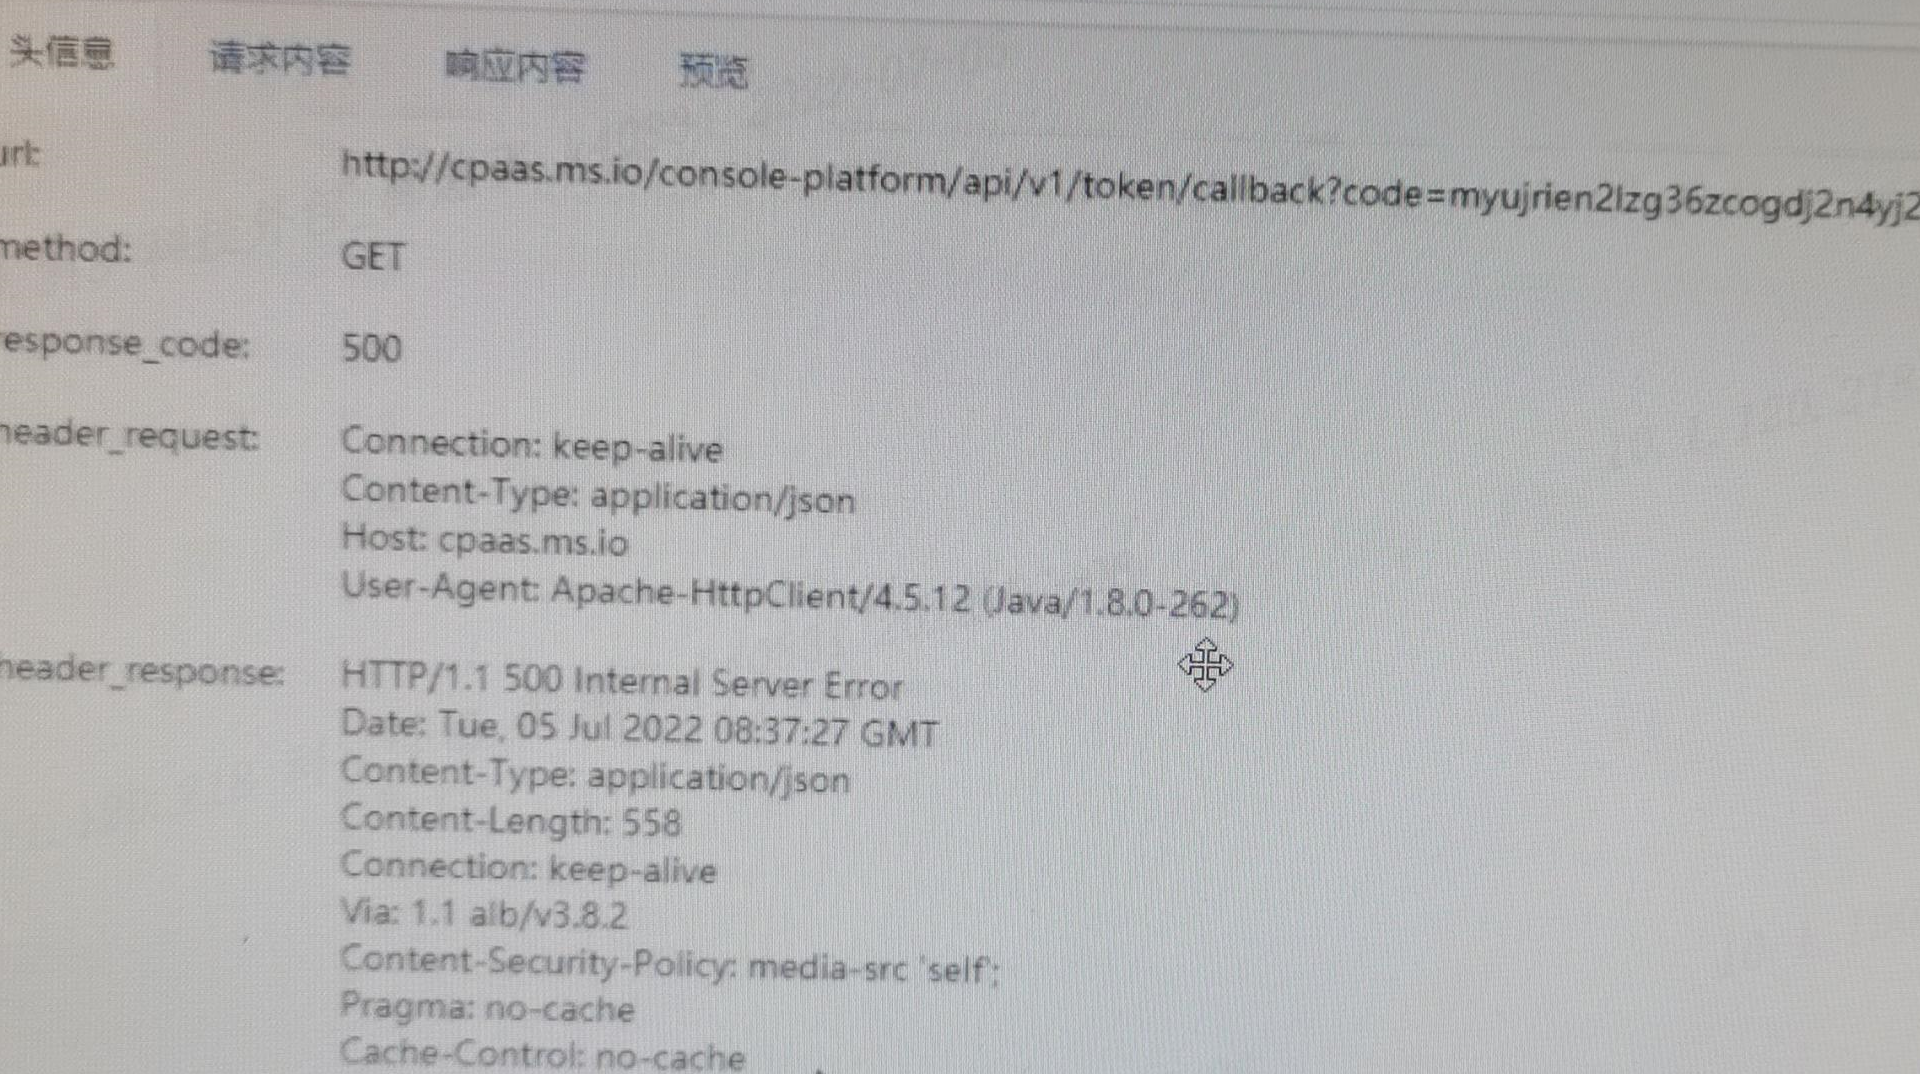 头信息 请求内容 响应内容 预览
url: http://cpaas.ms.io/console-platform/api/v1/token/callback?code=myujrien2lzg36zcogdj2n4yj2
method: GET
response_code: 500
header_request: Connection: keep-alive
Content-Type: application/json
Host: cpaas.ms.io
User-Agent: Apache-HttpClient/4.5.12 (Java/1.8.0-262)
header_response: HTTP/1.1 500 Internal Server Error
Date: Tue, 05 Jul 2022 08:37:27 GMT
Content-Type: application/json
Content-Length: 558
Connection: keep-alive
Via: 1.1 alb/v3.8.2
Content-Security-Policy: media-src 'self';
Pragma: no-cache
Cache-Control: no-cache